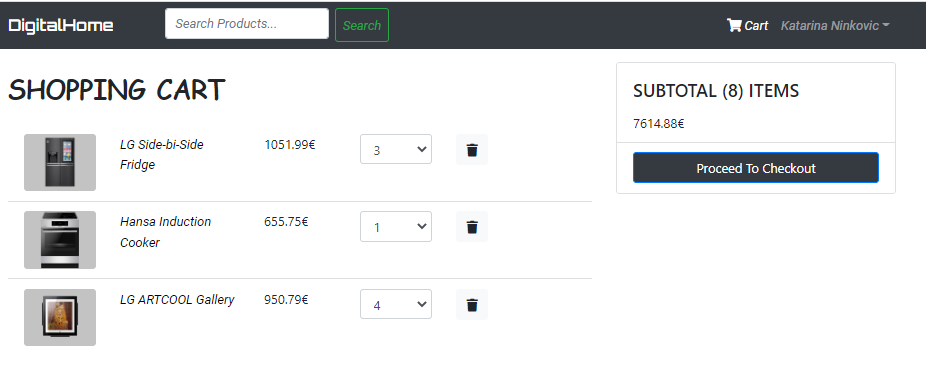 DigitalHome
Search Products...
Search
Cart
Katarina Ninkovic
SHOPPING CART
LG Side-bi-Side
Fridge
1051.99€
3
Hansa Induction
Cooker
655.75€
1
LG ARTCOOL Gallery
950.79€
4
SUBTOTAL (8) ITEMS
7614.88€
Proceed To Checkout